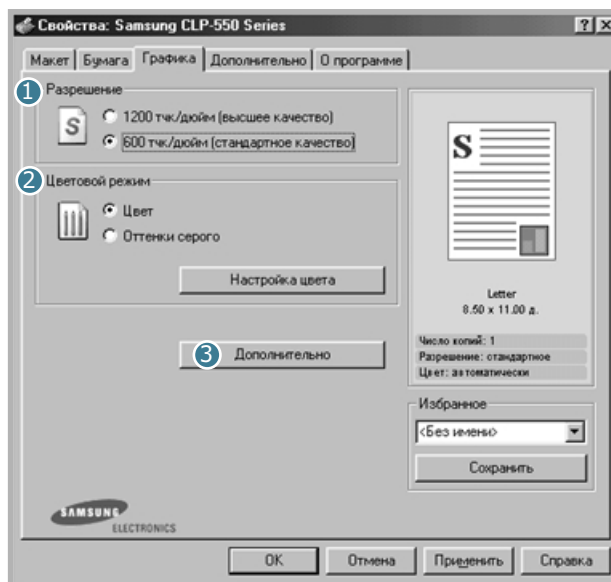 Свойства: Samsung CLP-550 Series
Макет Бумага Графика Дополнительно О программе
1 Разрешение
S
1200 тчк/дюйм (высшее качество)
600 тчк/дюйм (стандартное качество)
2 Цветовой режим
Цвет
Оттенки серого
Настройка цвета
3 Дополнительно
S
Letter
8.50 x 11.00 д.
Число копий: 1
Разрешение: стандартное
Цвет: автоматически
Избранное
<Без имени>
Сохранить
SAMSUNG
ELECTRONICS
OK Отмена Применить Справка